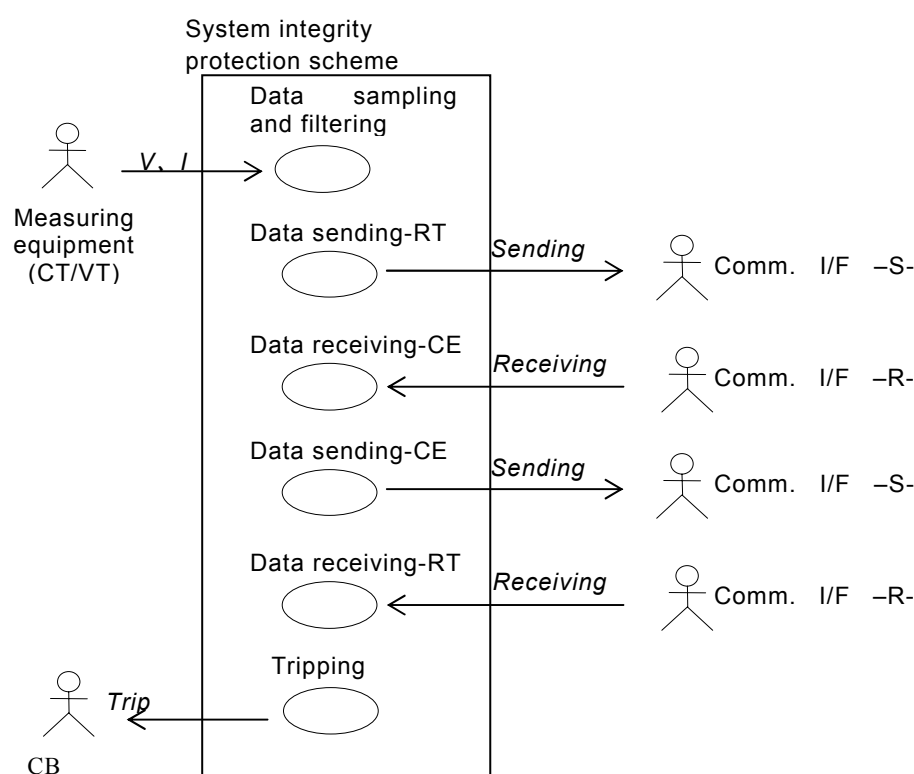 System integrity
protection scheme
Data sampling
and filtering
V、I
Measuring
equipment
(CT/VT)
Data sending-RT
Sending
Comm. I/F –S-
Data receiving-CE
Receiving
Comm. I/F –R-
Data sending-CE
Sending
Comm. I/F –S-
Data receiving-RT
Receiving
Comm. I/F –R-
Tripping
Trip
CB